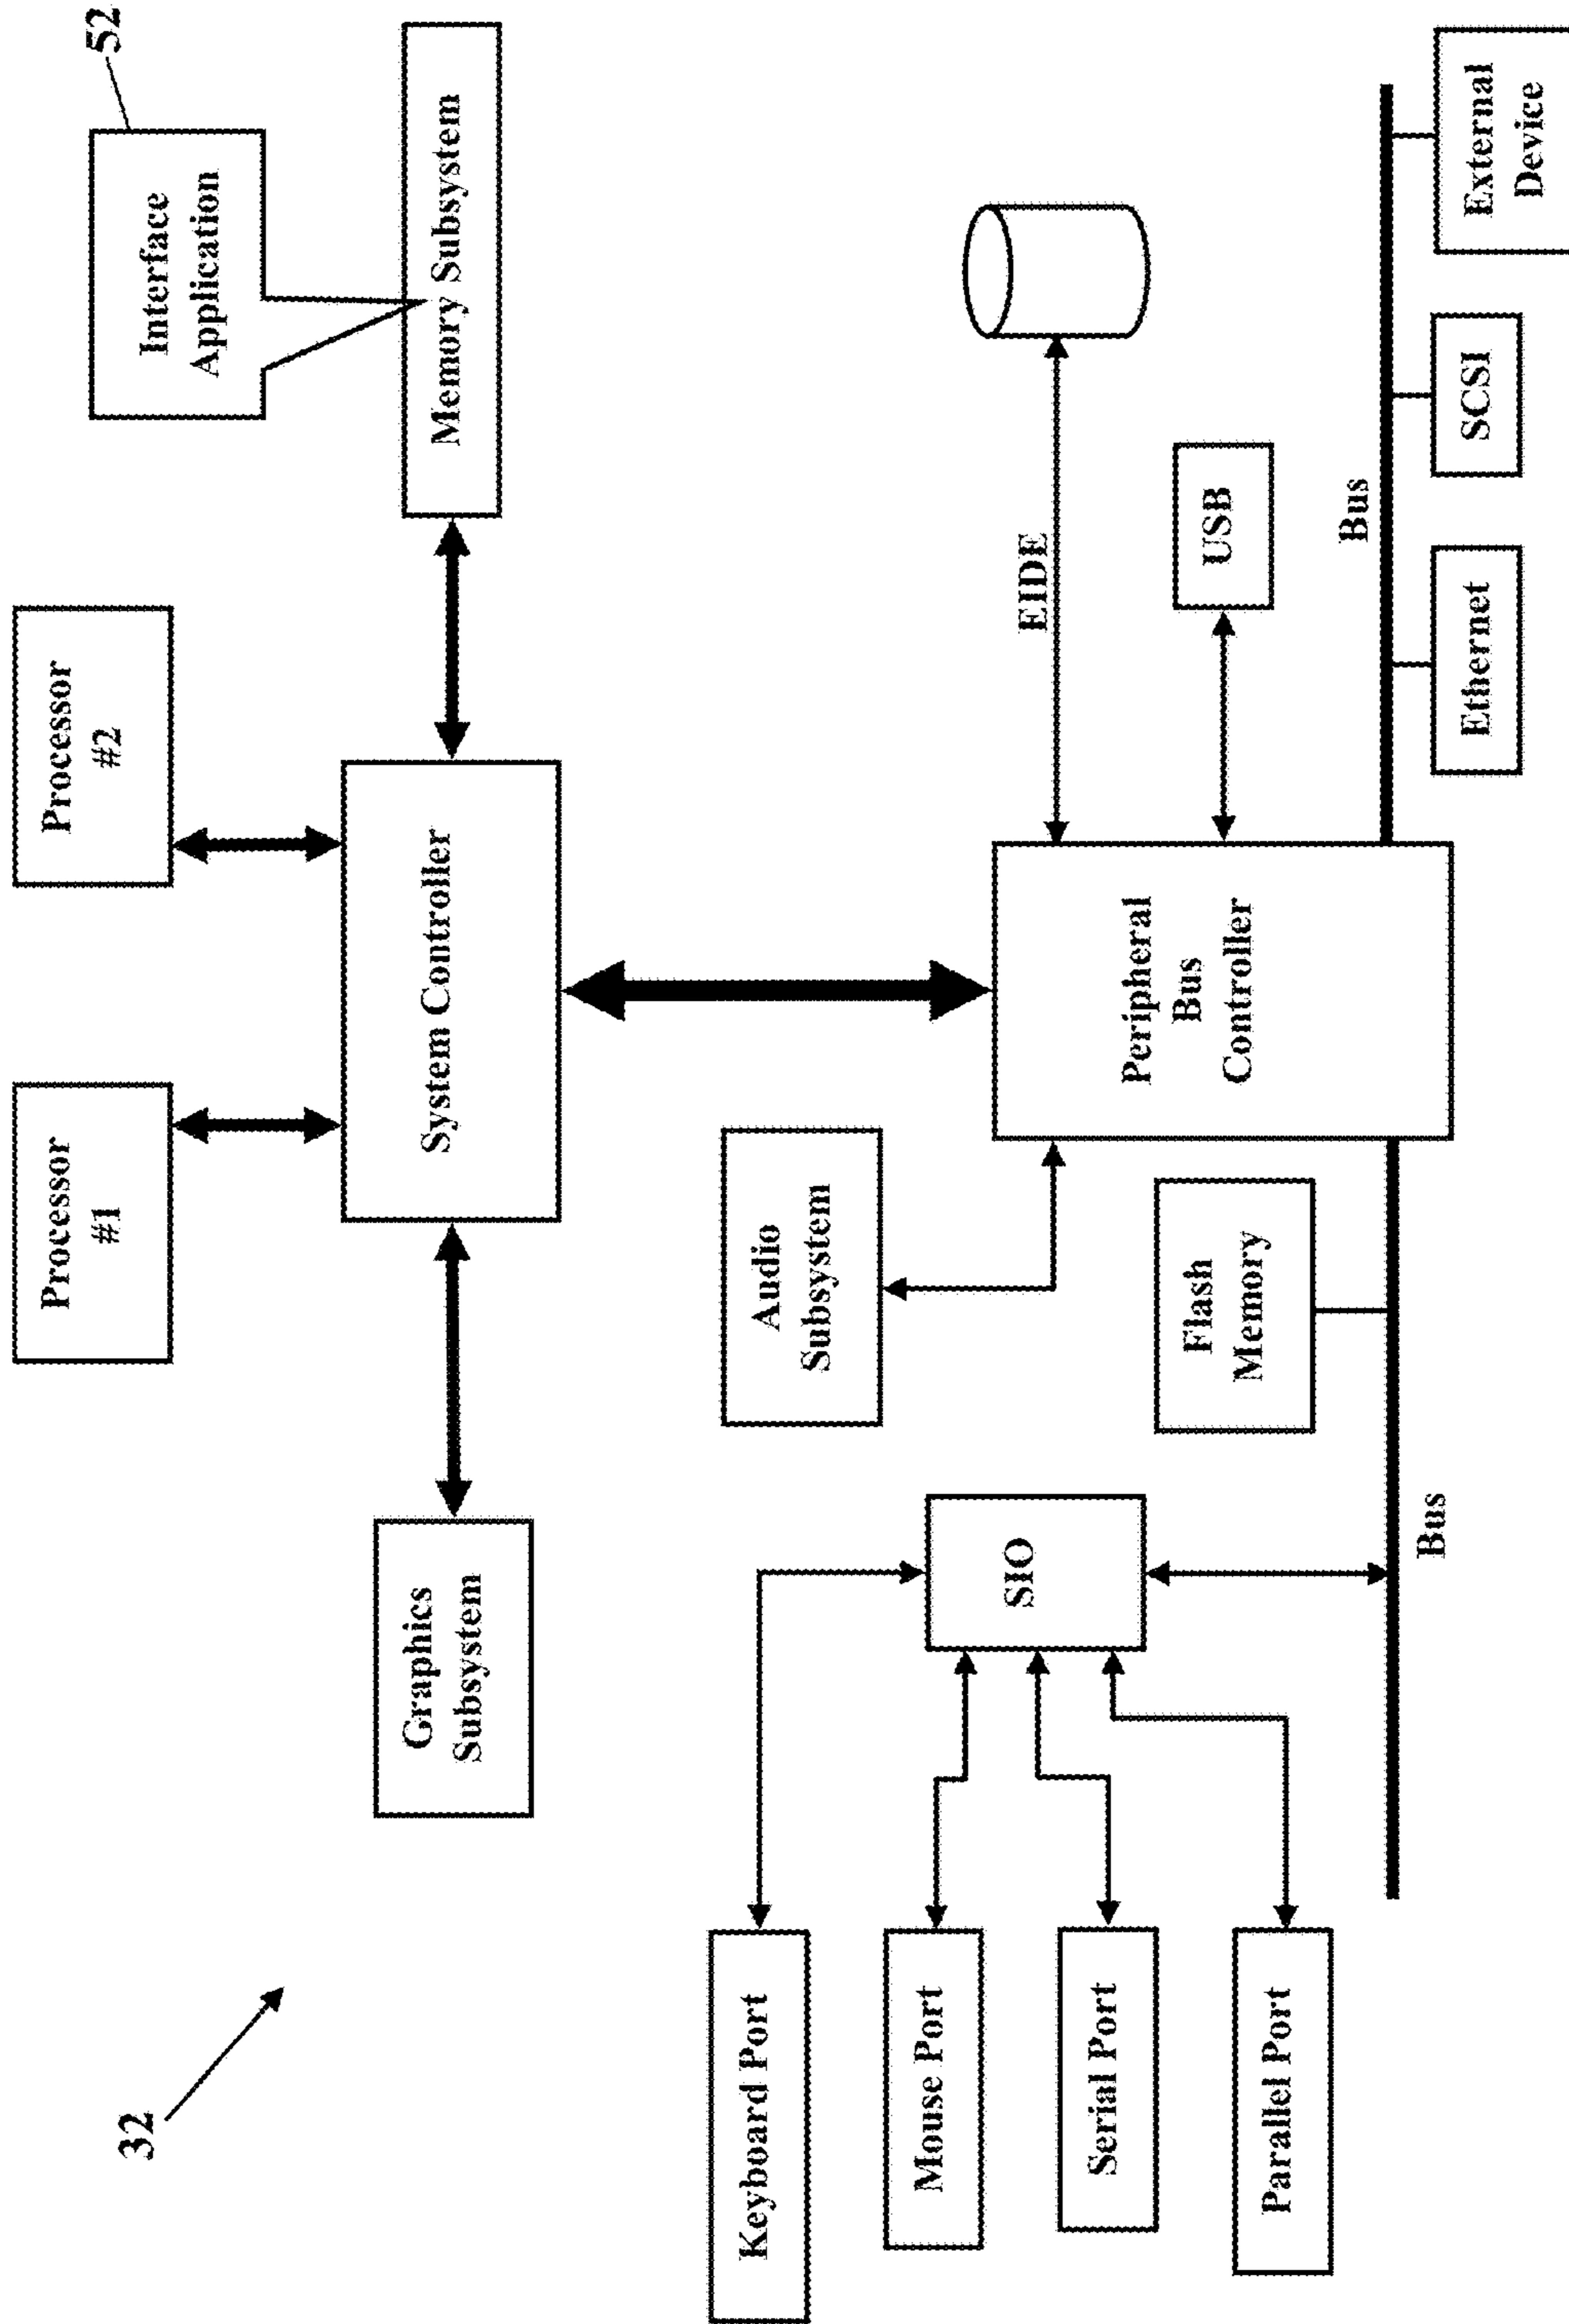 32
52
Processor
#1
Processor
#2
Interface
Application
Graphics
Subsystem
System Controller
Memory Subsystem
Keyboard Port
Mouse Port
Serial Port
Parallel Port
SIO
Audio
Subsystem
Flash
Memory
Peripheral
Bus
Controller
EIDE
USB
Bus
Bus
Ethernet
SCSI
External
Device